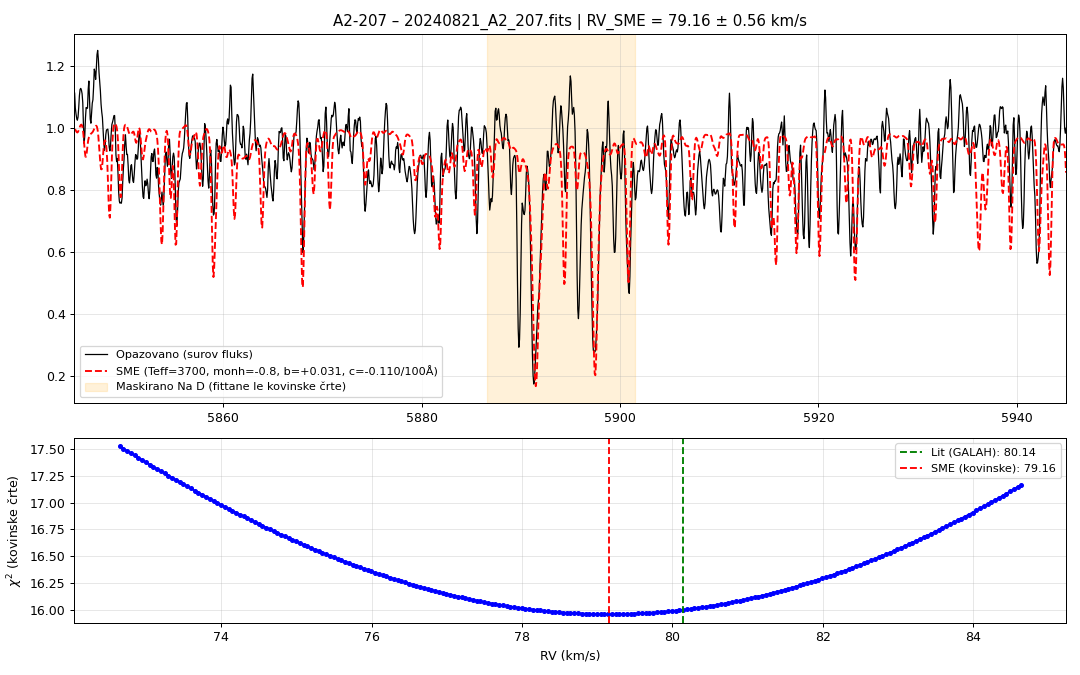 A2-207 – 20240821_A2_207.fits | RV_SME = 79.16 ± 0.56 km/s
1.2
1.0
0.8
0.6
0.4
0.2
Opazovano (surov fluks)
SME (Teff=3700, monh=-0.8, b=+0.031, c=-0.110/100Å)
Maskirano Na D (fittane le kovinske črte)
5860 5880 5900 5920 5940
17.50
17.25
17.00
16.75
16.50
16.25
16.00
χ² (kovinske črte)
Lit (GALAH): 80.14
SME (kovinske): 79.16
74 76 78 80 82 84
RV (km/s)